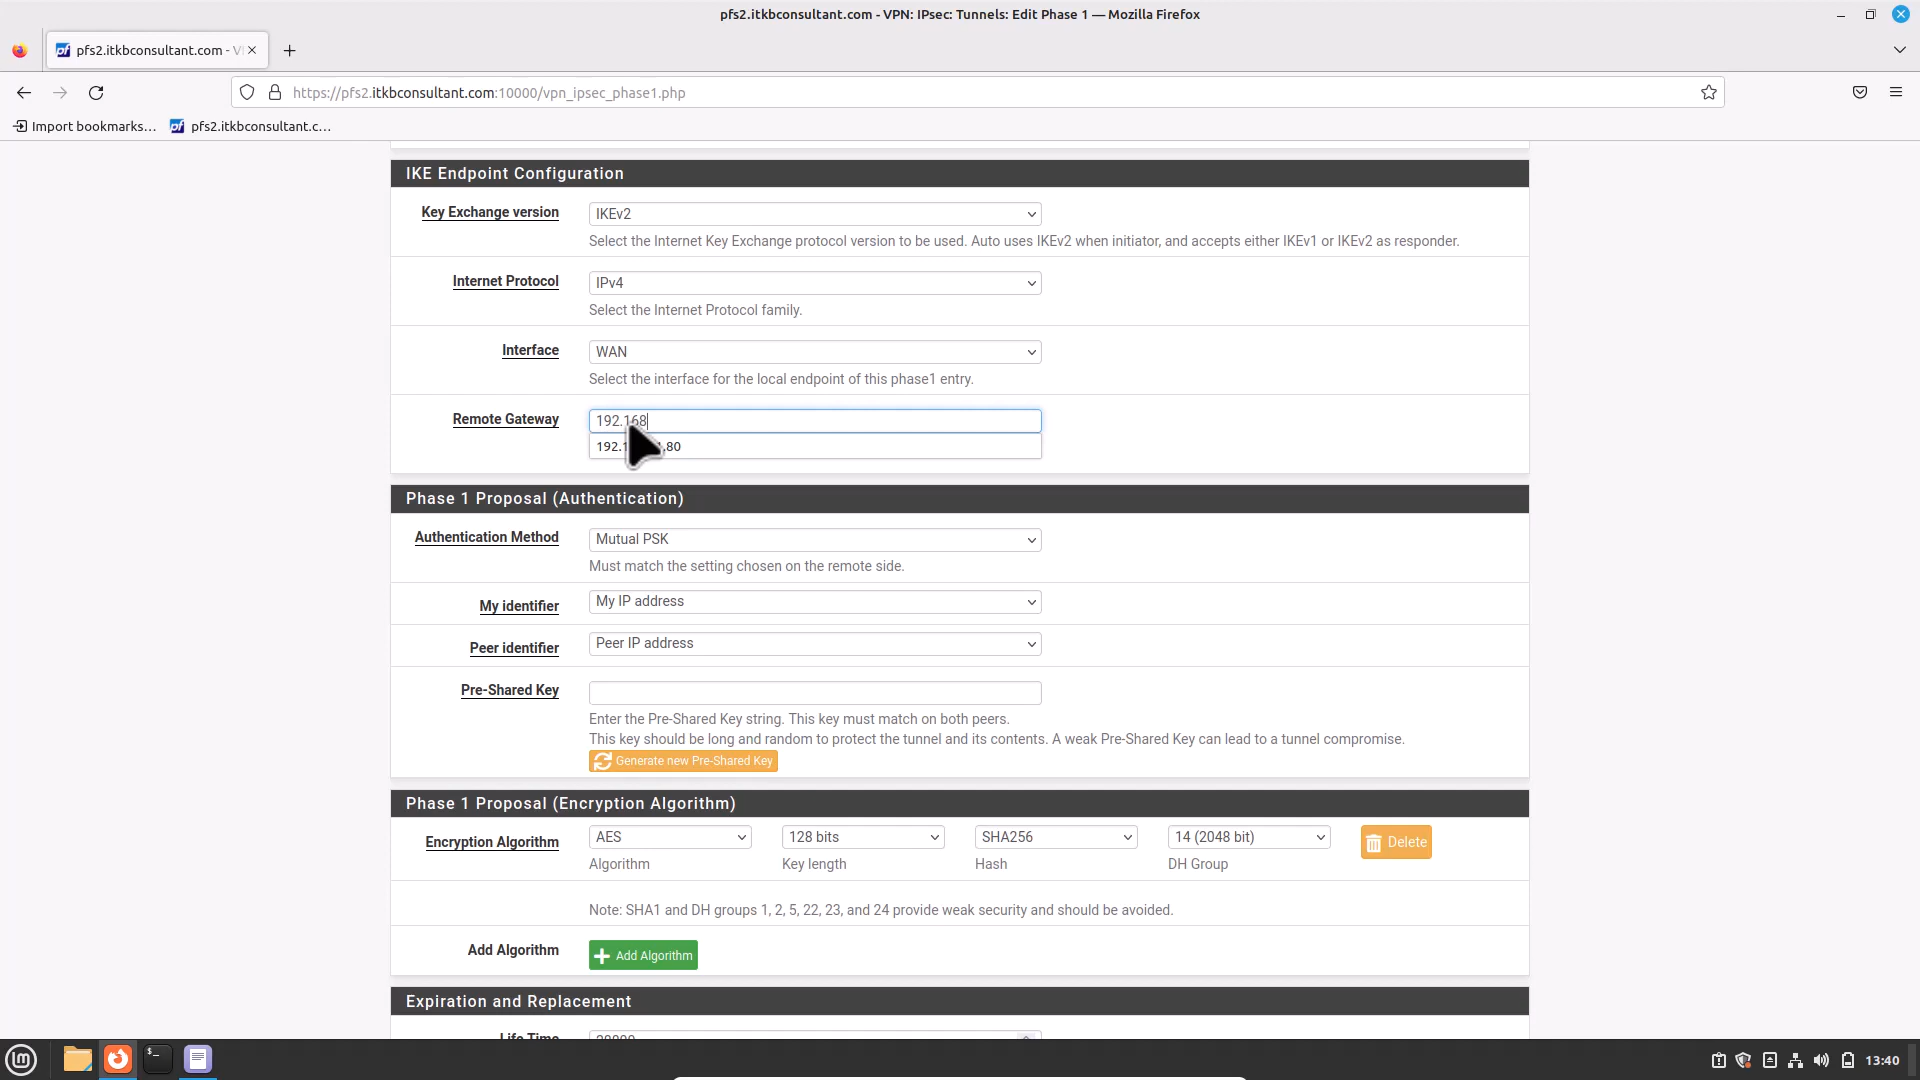 pfs2.itkbconsultant.com - VPN: IPsec: Tunnels: Edit Phase 1 — Mozilla Firefox
pfs2.itkbconsultant.com - V
https://pfs2.itkbconsultant.com:10000/vpn_ipsec_phase1.php
Import bookmarks...
pfs2.itkbconsultant.c...
IKE Endpoint Configuration
Key Exchange version
IKEv2
Select the Internet Key Exchange protocol version to be used. Auto uses IKEv2 when initiator, and accepts either IKEv1 or IKEv2 as responder.
Internet Protocol
IPv4
Select the Internet Protocol family.
Interface
WAN
Select the interface for the local endpoint of this phase1 entry.
Remote Gateway
192.168
Phase 1 Proposal (Authentication)
Authentication Method
Mutual PSK
Must match the setting chosen on the remote side.
My identifier
My IP address
Peer identifier
Peer IP address
Pre-Shared Key
Enter the Pre-Shared Key string. This key must match on both peers.
This key should be long and random to protect the tunnel and its contents. A weak Pre-Shared Key can lead to a tunnel compromise.
Generate new Pre-Shared Key
Phase 1 Proposal (Encryption Algorithm)
Encryption Algorithm
AES 128 bits SHA256 14 (2048 bit) Delete
Algorithm Key length Hash DH Group
Note: SHA1 and DH groups 1, 2, 5, 22, 23, and 24 provide weak security and should be avoided.
Add Algorithm
Add Algorithm
Expiration and Replacement
Life Time
13:40